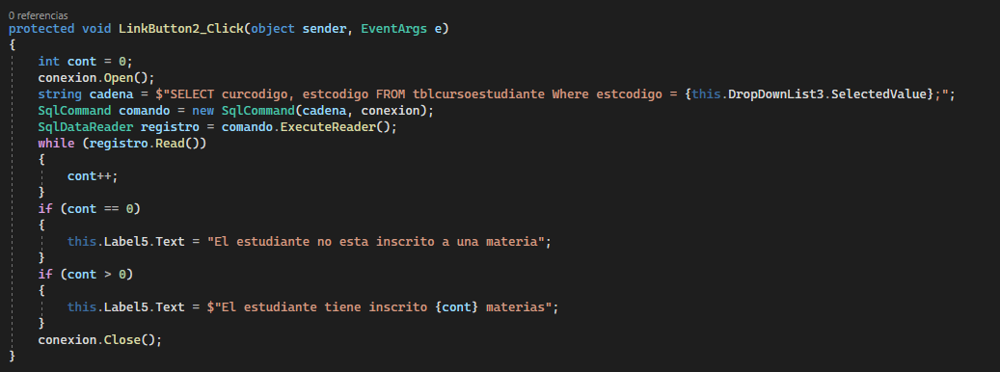 0 referencias
protected void LinkButton2_Click(object sender, EventArgs e)
{
    int cont = 0;
    conexion.Open();
    string cadena = $"SELECT curcodigo, estcodigo FROM tblcursoestudiante Where estcodigo = {this.DropDownList3.SelectedValue};";
    SqlCommand comando = new SqlCommand(cadena, conexion);
    SqlDataReader registro = comando.ExecuteReader();
    while (registro.Read())
    {
        cont++;
    }
    if (cont == 0)
    {
        this.Label5.Text = "El estudiante no esta inscrito a una materia";
    }
    if (cont > 0)
    {
        this.Label5.Text = $"El estudiante tiene inscrito {cont} materias";
    }
    conexion.Close();
}